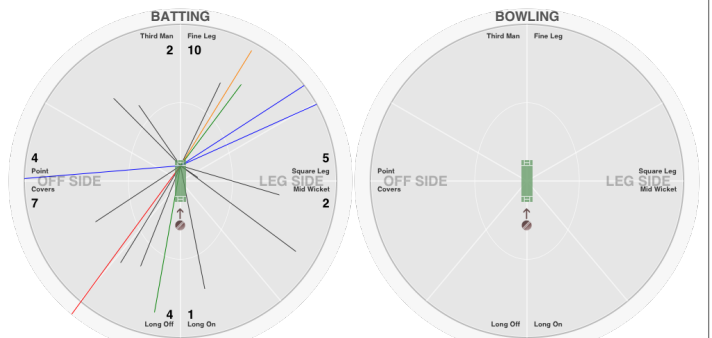 BATTING
Third Man Fine Leg
2 10
4 5
Point Square Leg
OFF SIDE LEG SIDE
Covers Mid Wicket
7 2
4 1
Long Off Long On
BOWLING
Third Man Fine Leg
Point Square Leg
OFF SIDE LEG SIDE
Covers Mid Wicket
Long Off Long On